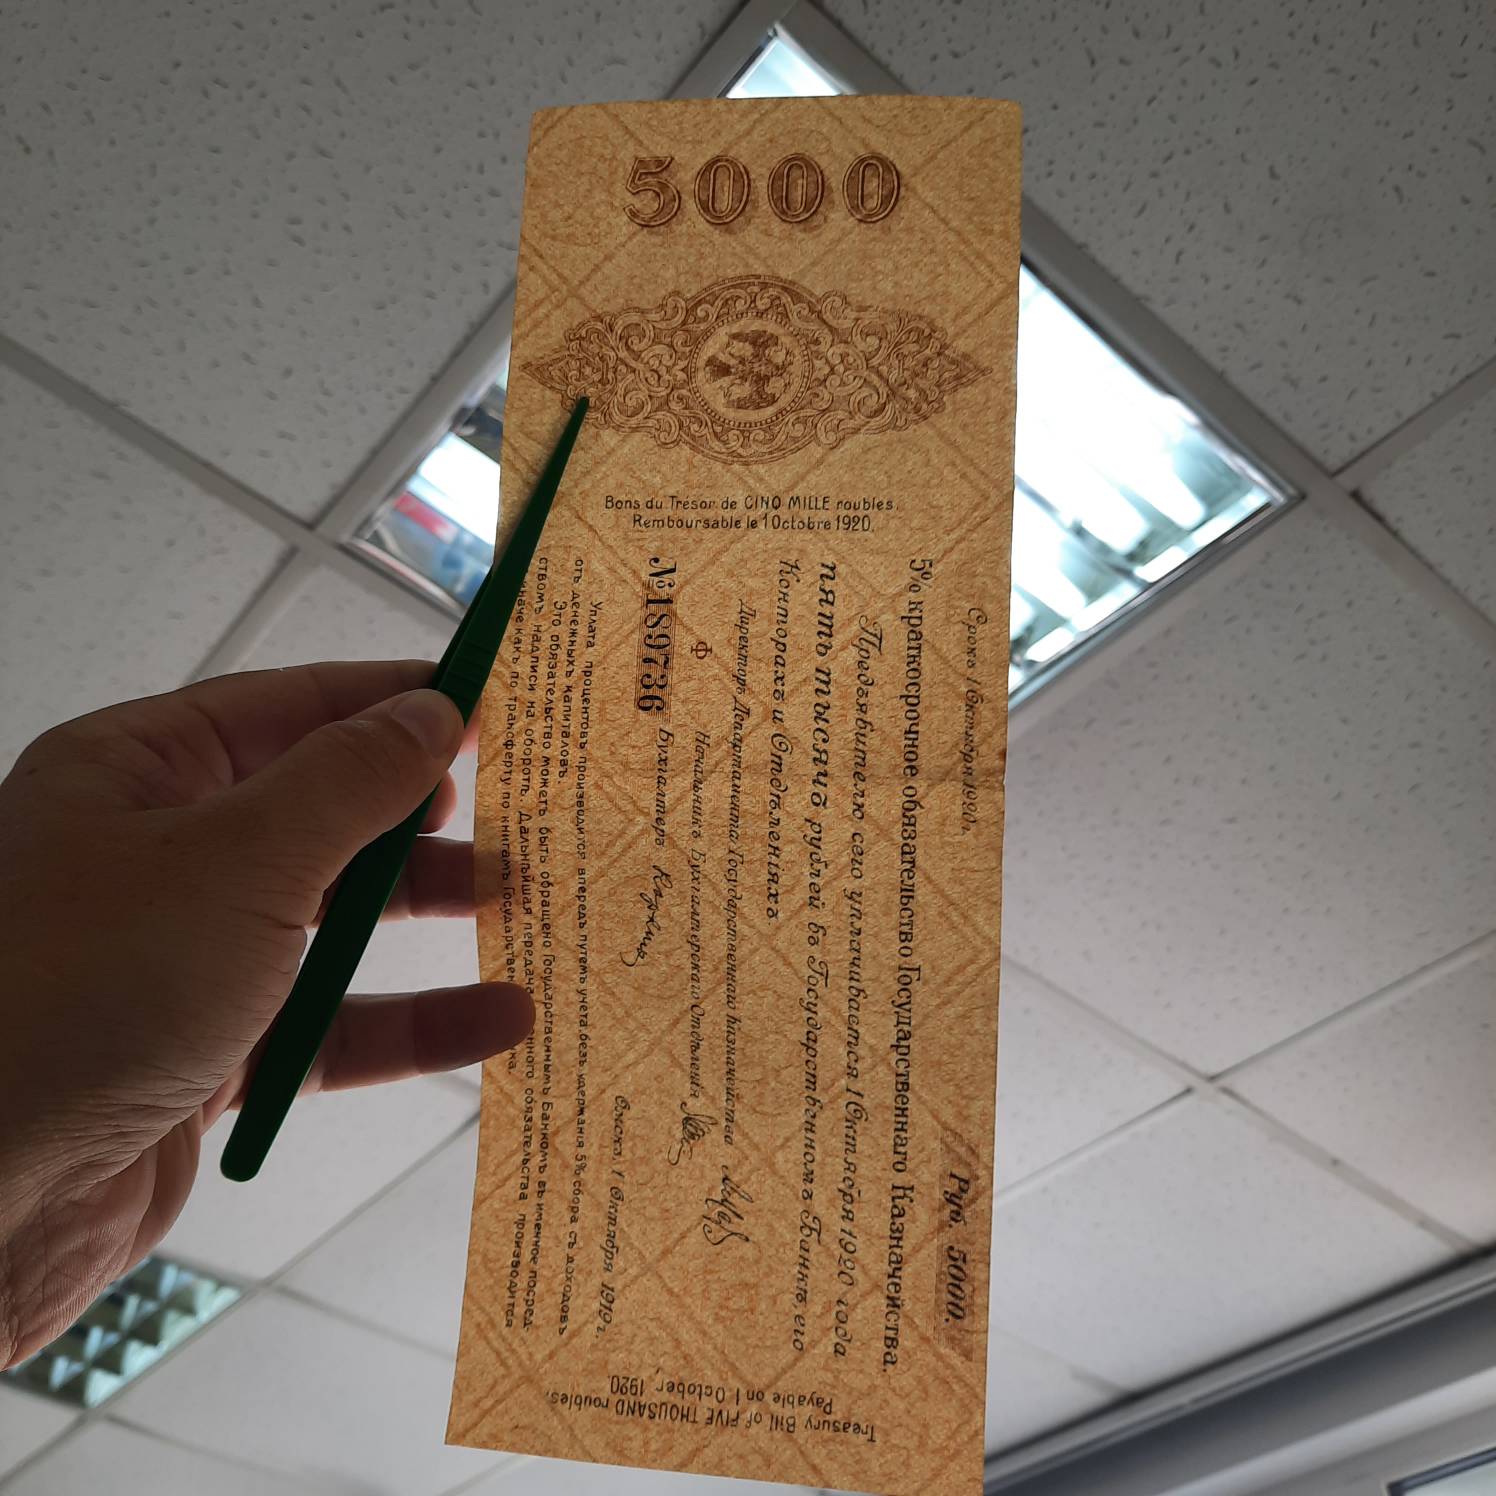 5000
Bons du Trésor de CINQ MILLE roubles.
Remboursable le 1 Octobre 1920.
Срокъ 1 Октября 1920 г.
Руб. 5000.
5% краткосрочное обязательство Государственнаго Казначейства.
Предъявителю сего уплачивается 1 Октября 1920 года
пять тысячъ рублей въ Государственномъ Банкѣ, его
Конторахъ и Отдѣленіяхъ.
Директоръ Департамента Государственнаго Казначейства
Ф
Начальникъ Бухгалтерскаго Отдѣленія
№189736
Бухгалтеръ
Омскъ, 1 Октября 1919 г.
Уплата процентовъ производится впередъ путемъ учета, безъ удержанія 5% сбора съ доходовъ
отъ денежныхъ капиталовъ.
Это обязательство можетъ быть обращено Государственнымъ Банкомъ въ именное посред-
ствомъ надписи на оборотѣ. Дальнѣйшая передача обязательства производится
иначе какъ по трансферту по книгамъ Государствен
Treasury Bill of FIVE THOUSAND roubles,
Payable on 1 October, 1920.